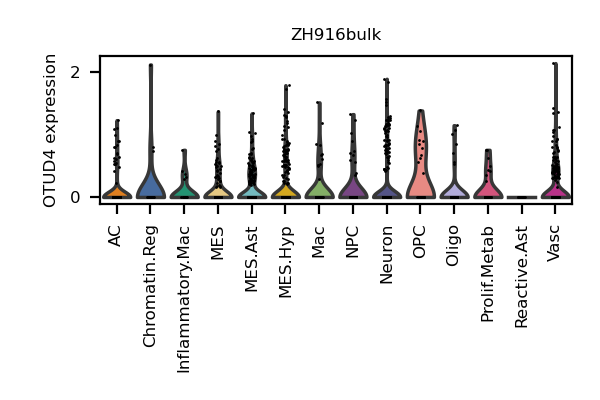 ZH916bulk
OTUD4 expression
2
0
AC
Chromatin.Reg
Inflammatory.Mac
MES
MES.Ast
MES.Hyp
Mac
NPC
Neuron
OPC
Oligo
Prolif.Metab
Reactive.Ast
Vasc